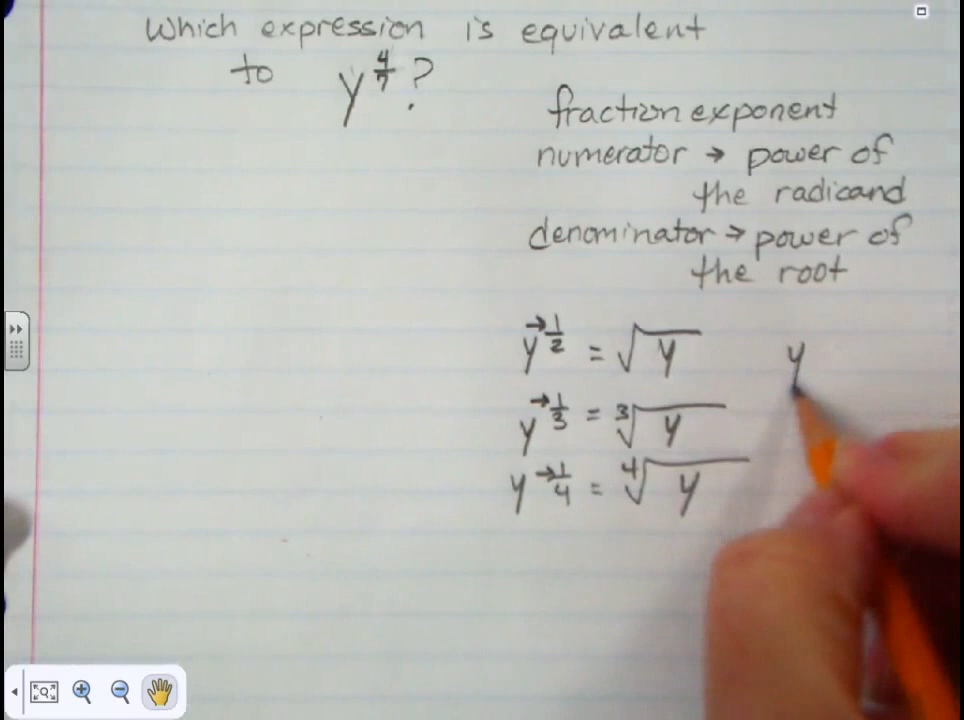 Which expression is equivalent
to y^(4/7)?
fraction exponent
numerator → power of
the radicand
denominator → power of
the root
y^(→1/2) = √y
y
y^(→1/3) = ∛y
y^(→1/4) = ∜y